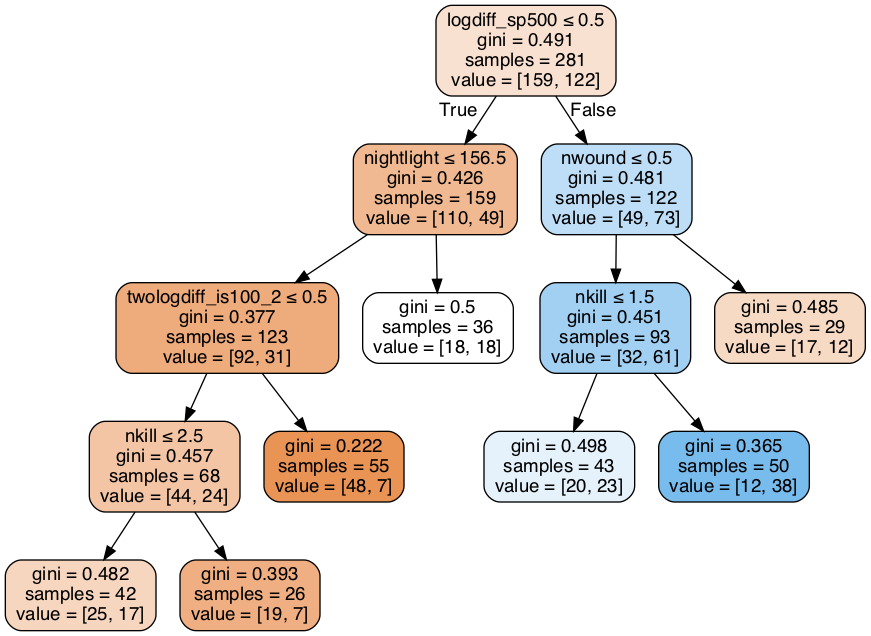 logdiff_sp500 ≤ 0.5
gini = 0.491
samples = 281
value = [159, 122]
True
False
nightlight ≤ 156.5
gini = 0.426
samples = 159
value = [110, 49]
nwound ≤ 0.5
gini = 0.481
samples = 122
value = [49, 73]
twologdiff_is100_2 ≤ 0.5
gini = 0.377
samples = 123
value = [92, 31]
gini = 0.5
samples = 36
value = [18, 18]
nkill ≤ 1.5
gini = 0.451
samples = 93
value = [32, 61]
gini = 0.485
samples = 29
value = [17, 12]
nkill ≤ 2.5
gini = 0.457
samples = 68
value = [44, 24]
gini = 0.222
samples = 55
value = [48, 7]
gini = 0.498
samples = 43
value = [20, 23]
gini = 0.365
samples = 50
value = [12, 38]
gini = 0.482
samples = 42
value = [25, 17]
gini = 0.393
samples = 26
value = [19, 7]